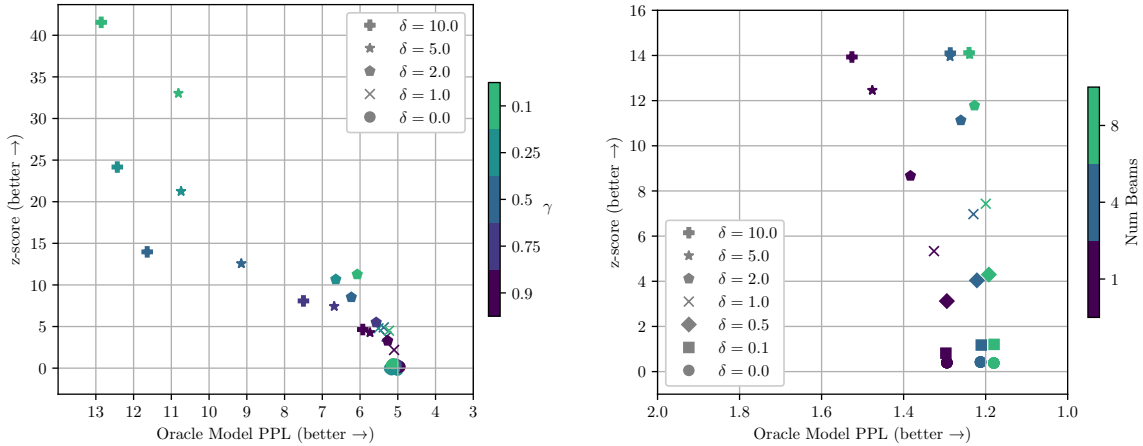 40
35
30
25
20
15
10
5
0
z-score (better →)
13 12 11 10 9 8 7 6 5 4 3
Oracle Model PPL (better →)
δ = 10.0
δ = 5.0
δ = 2.0
δ = 1.0
δ = 0.0
0.1
0.25
0.5
0.75
0.9
γ
16
14
12
10
8
6
4
2
0
z-score (better →)
2.0 1.8 1.6 1.4 1.2 1.0
Oracle Model PPL (better →)
δ = 10.0
δ = 5.0
δ = 2.0
δ = 1.0
δ = 0.5
δ = 0.1
δ = 0.0
8
4
1
Num Beams